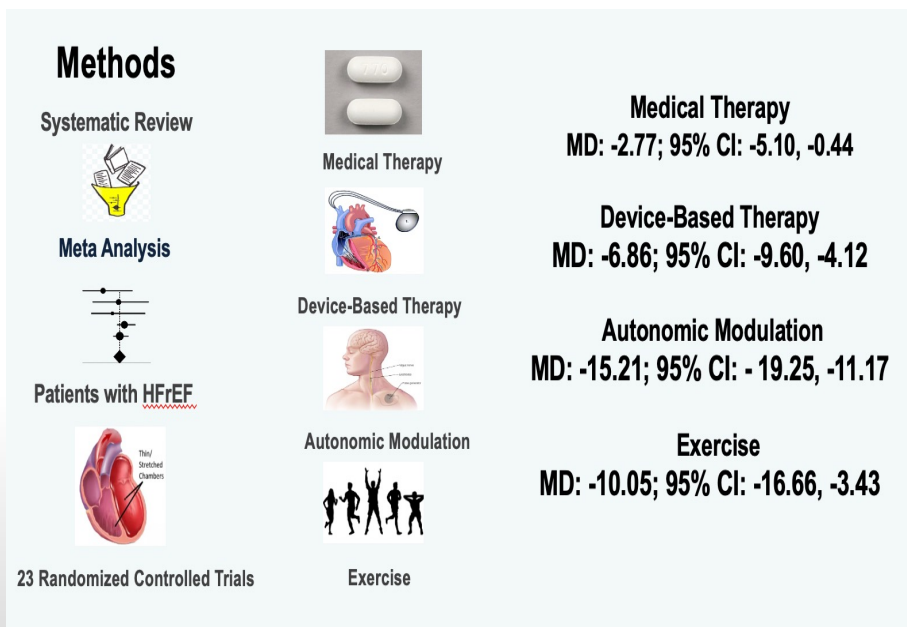 Methods
Systematic Review
Meta Analysis
Patients with HFrEF
Thin/
Stretched
Chambers
23 Randomized Controlled Trials
Medical Therapy
Device-Based Therapy
Autonomic Modulation
Exercise
Medical Therapy
MD: -2.77; 95% CI: -5.10, -0.44
Device-Based Therapy
MD: -6.86; 95% CI: -9.60, -4.12
Autonomic Modulation
MD: -15.21; 95% CI: - 19.25, -11.17
Exercise
MD: -10.05; 95% CI: -16.66, -3.43